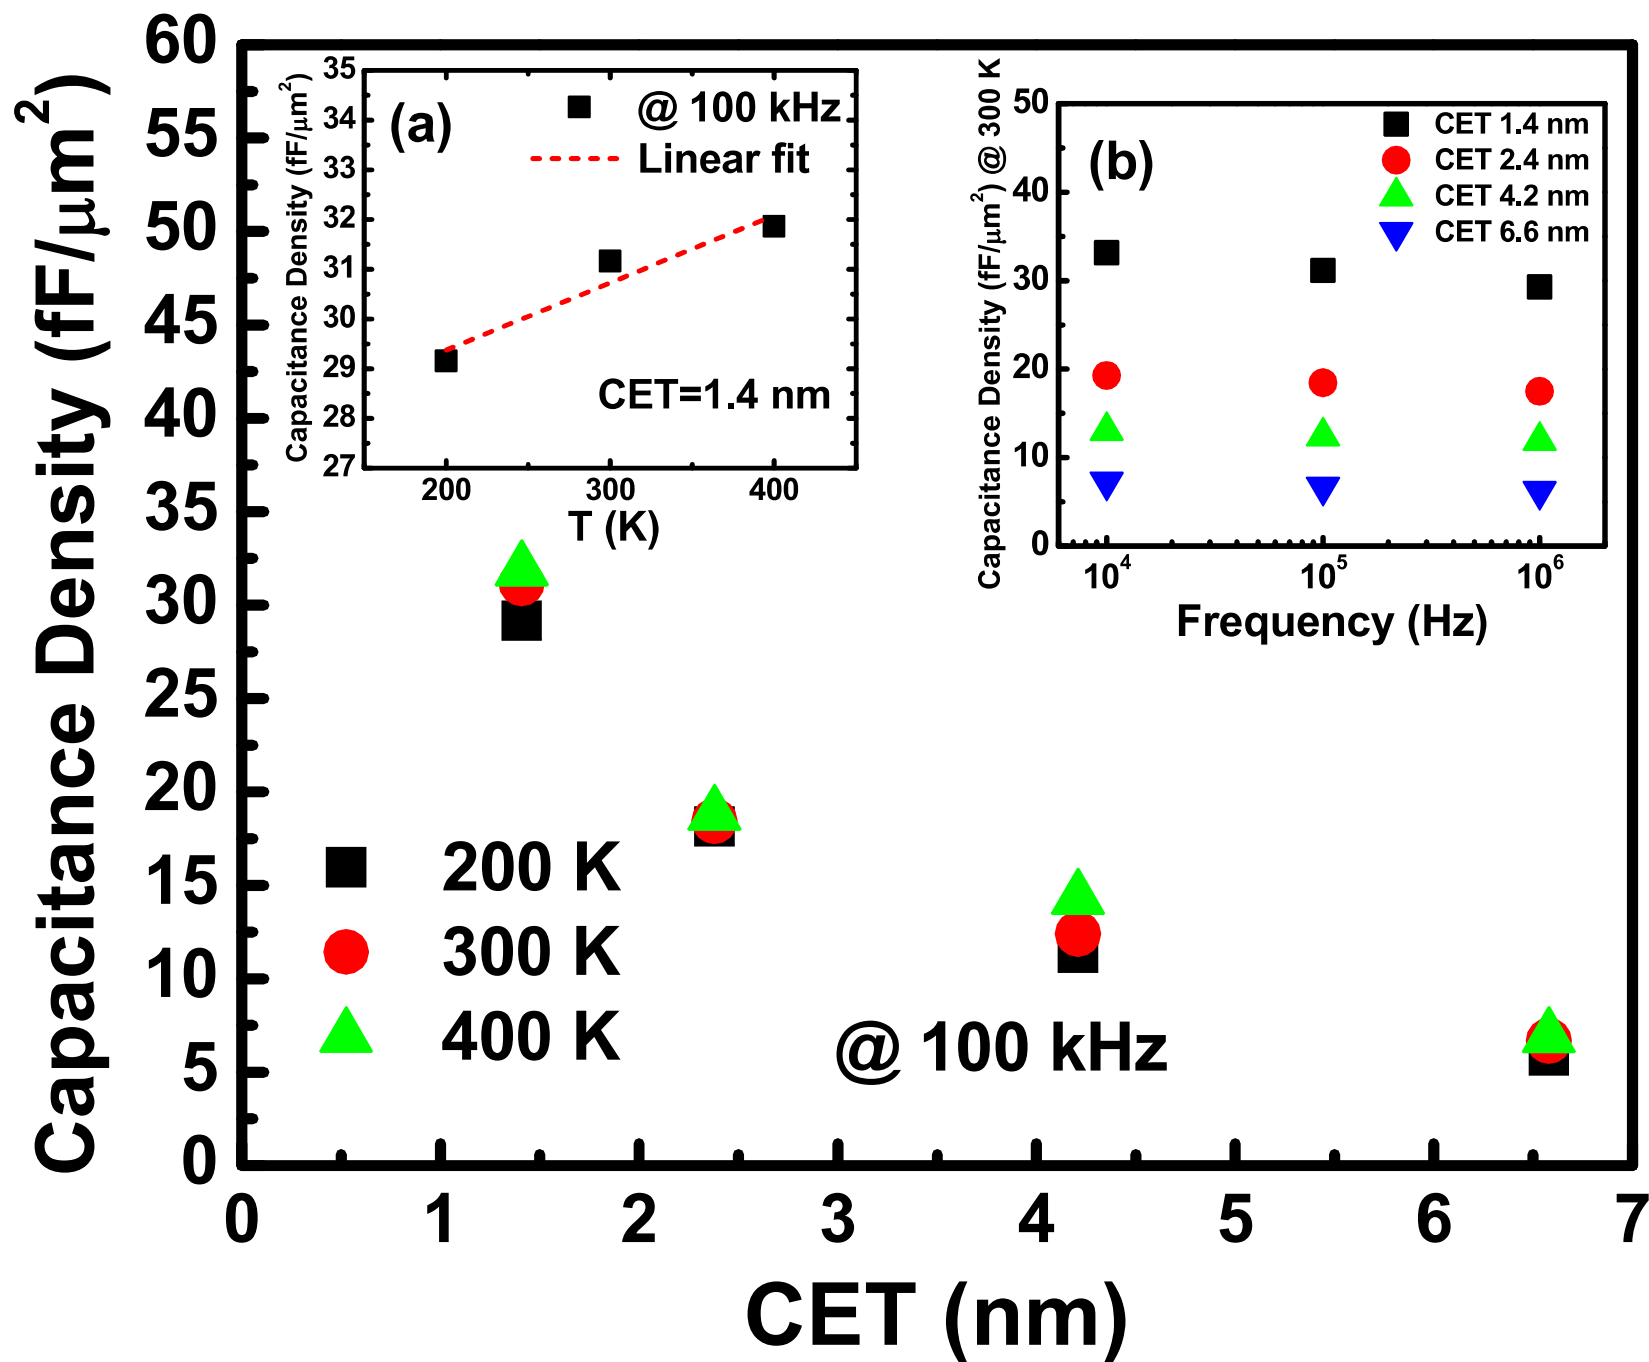 Capacitance Density (fF/μm²)
60
55
50
45
40
35
30
25
20
15
10
5
0
0 1 2 3 4 5 6 7
CET (nm)
200 K
300 K
400 K
@ 100 kHz
(a)
@ 100 kHz
Linear fit
CET=1.4 nm
Capacitance Density (fF/μm²)
35
34
33
32
31
30
29
28
27
200 300 400
T (K)
(b)
CET 1.4 nm
CET 2.4 nm
CET 4.2 nm
CET 6.6 nm
Capacitance Density (fF/μm²) @ 300 K
50
40
30
20
10
0
10⁴ 10⁵ 10⁶
Frequency (Hz)